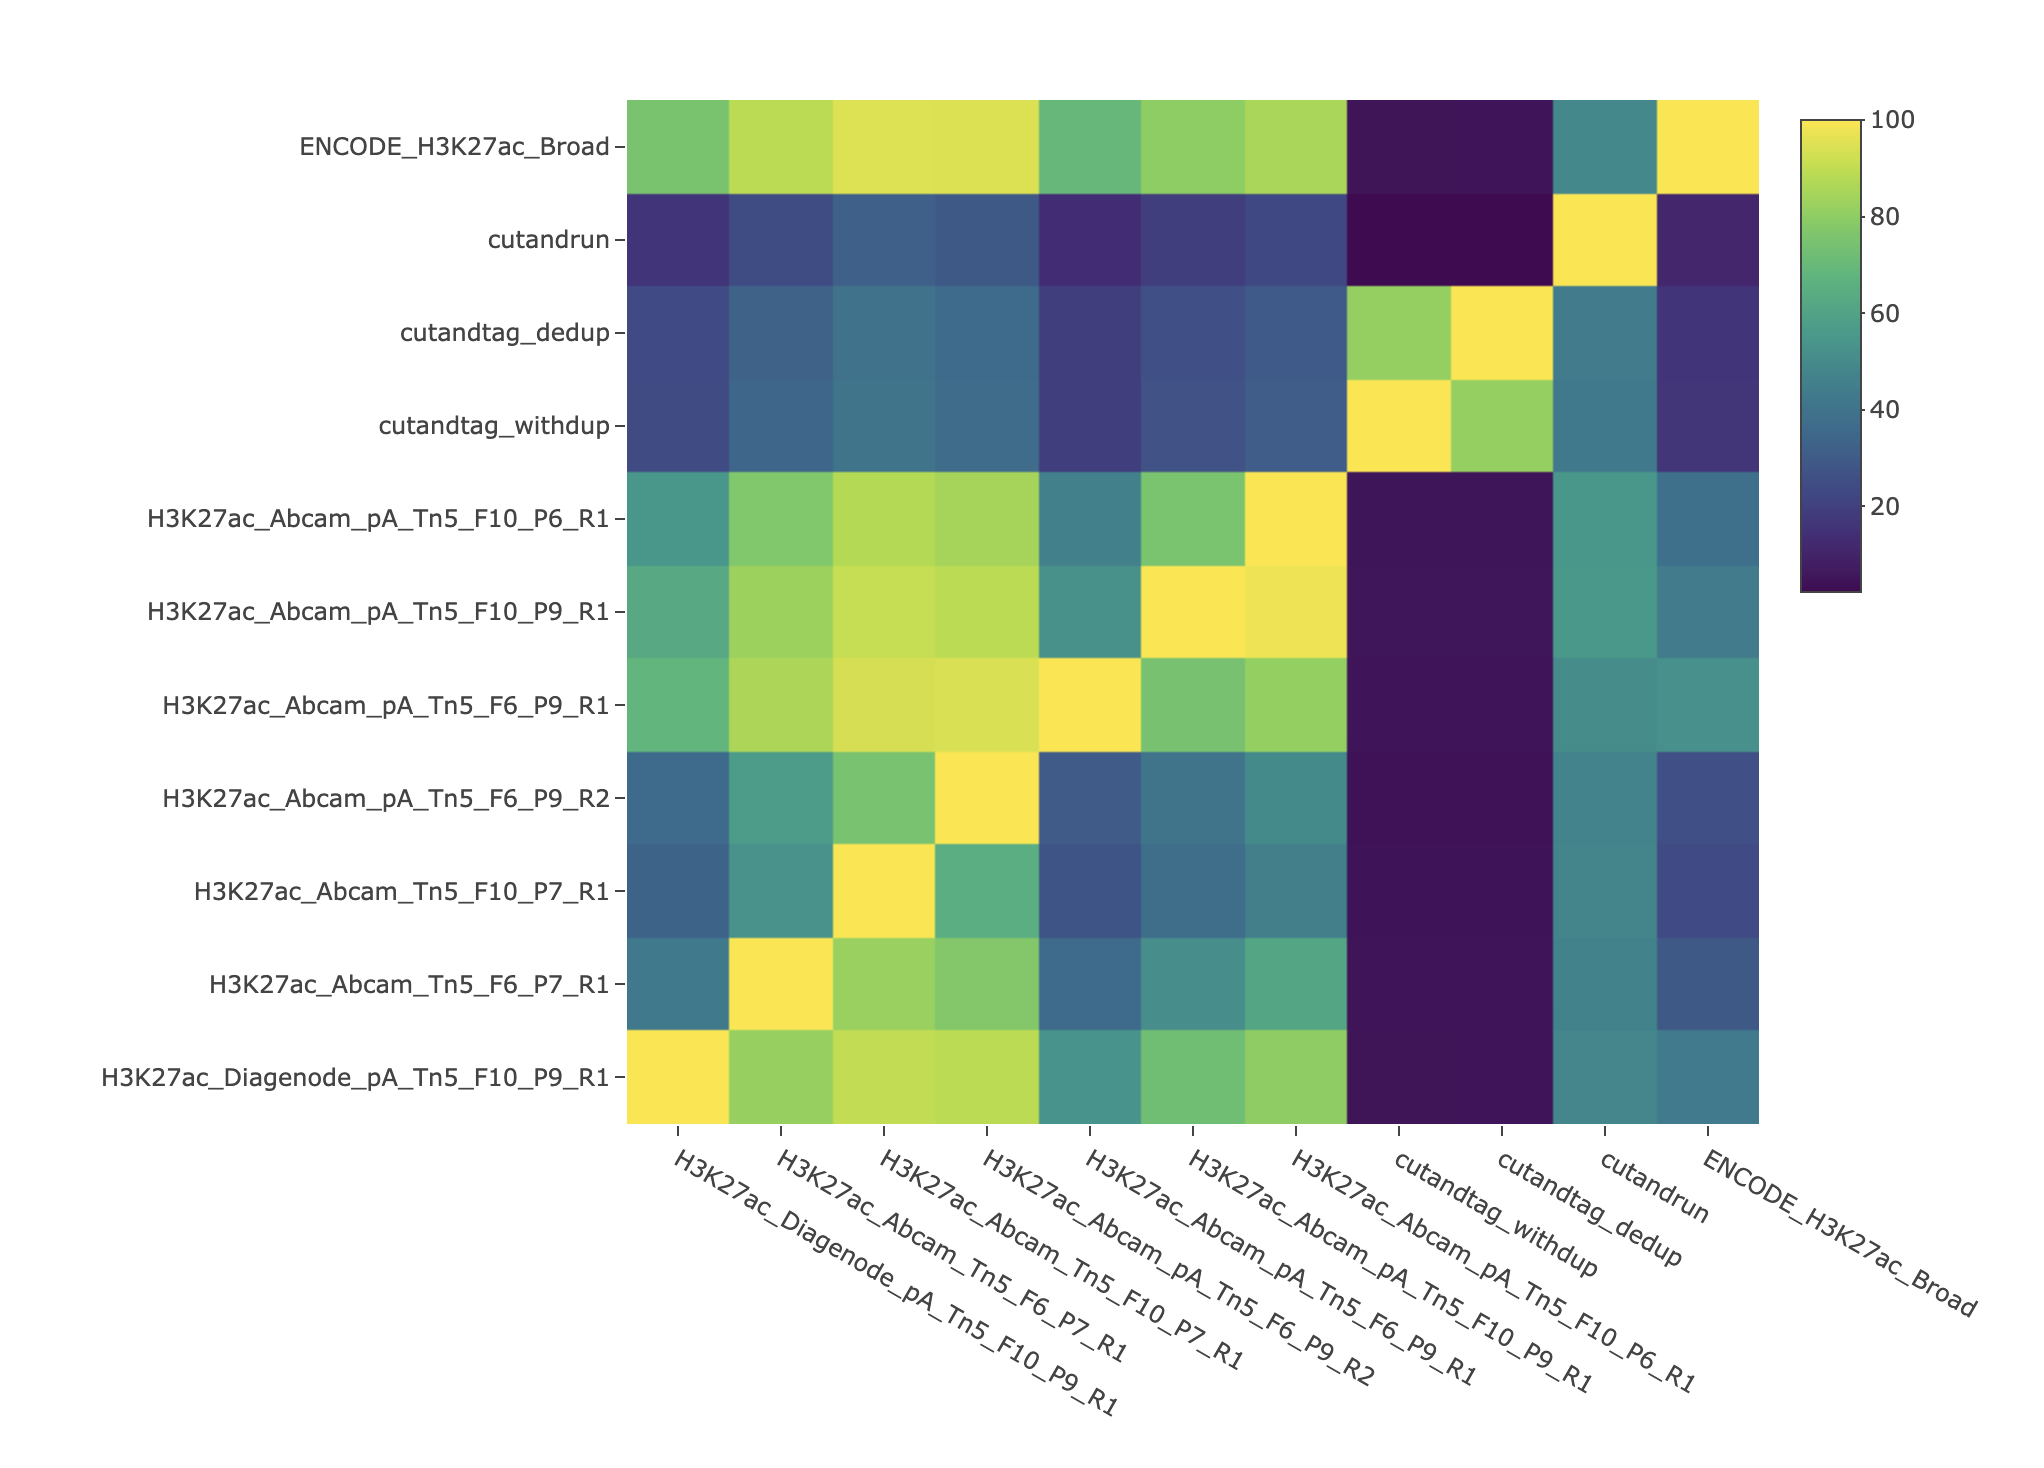 ENCODE_H3K27ac_Broad
cutandrun
cutandtag_dedup
cutandtag_withdup
H3K27ac_Abcam_pA_Tn5_F10_P6_R1
H3K27ac_Abcam_pA_Tn5_F10_P9_R1
H3K27ac_Abcam_pA_Tn5_F6_P9_R1
H3K27ac_Abcam_pA_Tn5_F6_P9_R2
H3K27ac_Abcam_Tn5_F10_P7_R1
H3K27ac_Abcam_Tn5_F6_P7_R1
H3K27ac_Diagenode_pA_Tn5_F10_P9_R1
H3K27ac_Diagenode_pA_Tn5_F10_P9_R1
H3K27ac_Abcam_Tn5_F6_P7_R1
H3K27ac_Abcam_Tn5_F10_P7_R1
H3K27ac_Abcam_pA_Tn5_F6_P9_R2
H3K27ac_Abcam_pA_Tn5_F6_P9_R1
H3K27ac_Abcam_pA_Tn5_F10_P9_R1
H3K27ac_Abcam_pA_Tn5_F10_P6_R1
cutandtag_withdup
cutandtag_dedup
cutandrun
ENCODE_H3K27ac_Broad
100
80
60
40
20